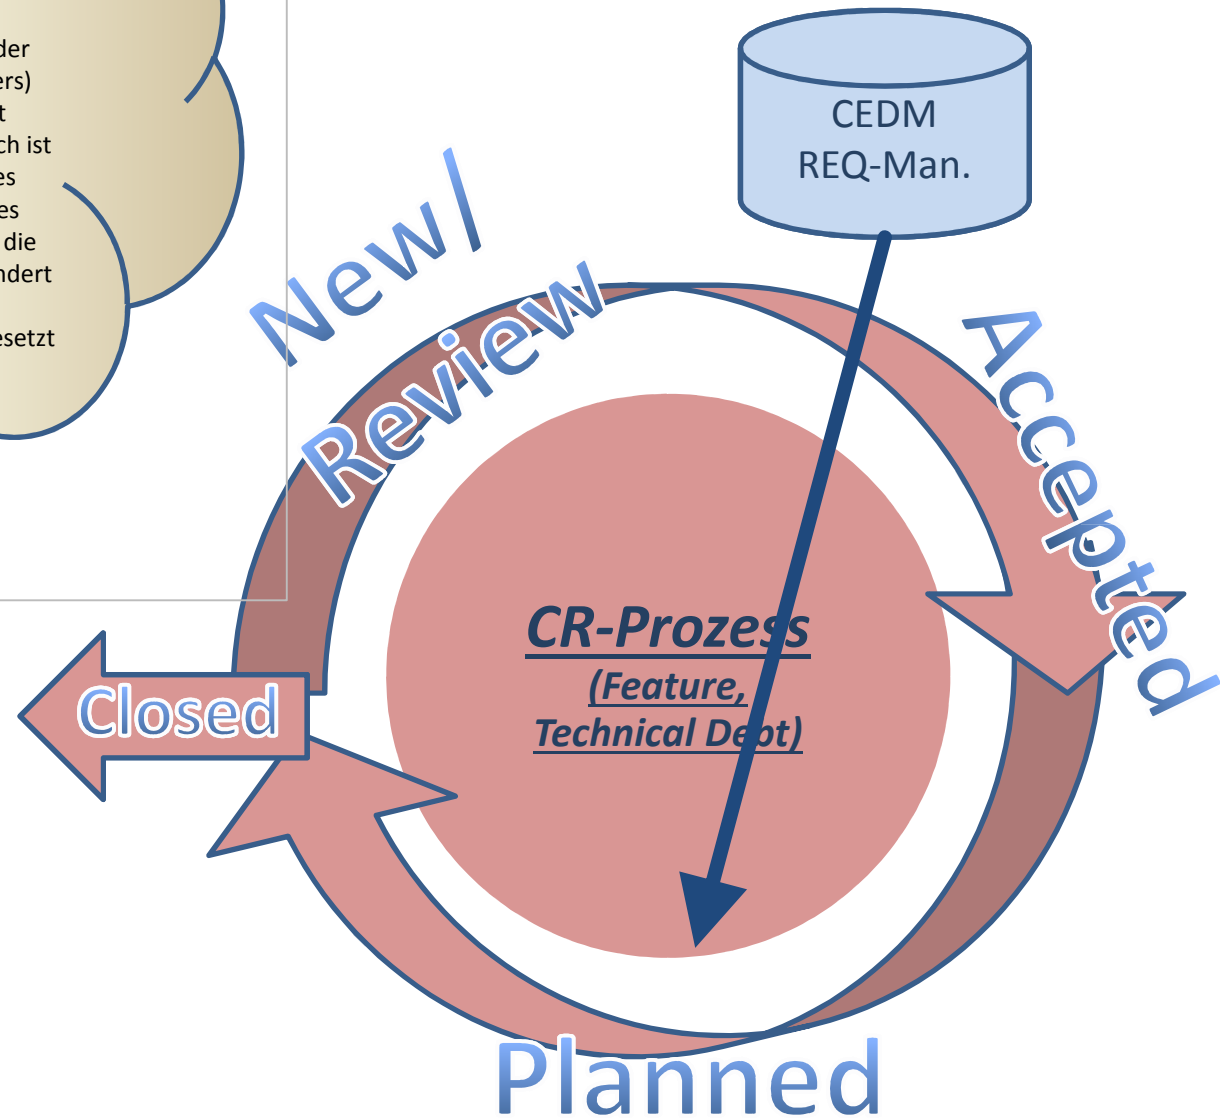 der
ers)
t
ch ist
es
es
die
ndert
esetzt
CEDM
REQ-Man.
New/
Review
Accepted
CR-Prozess
(Feature,
Technical Dept)
Closed
Planned